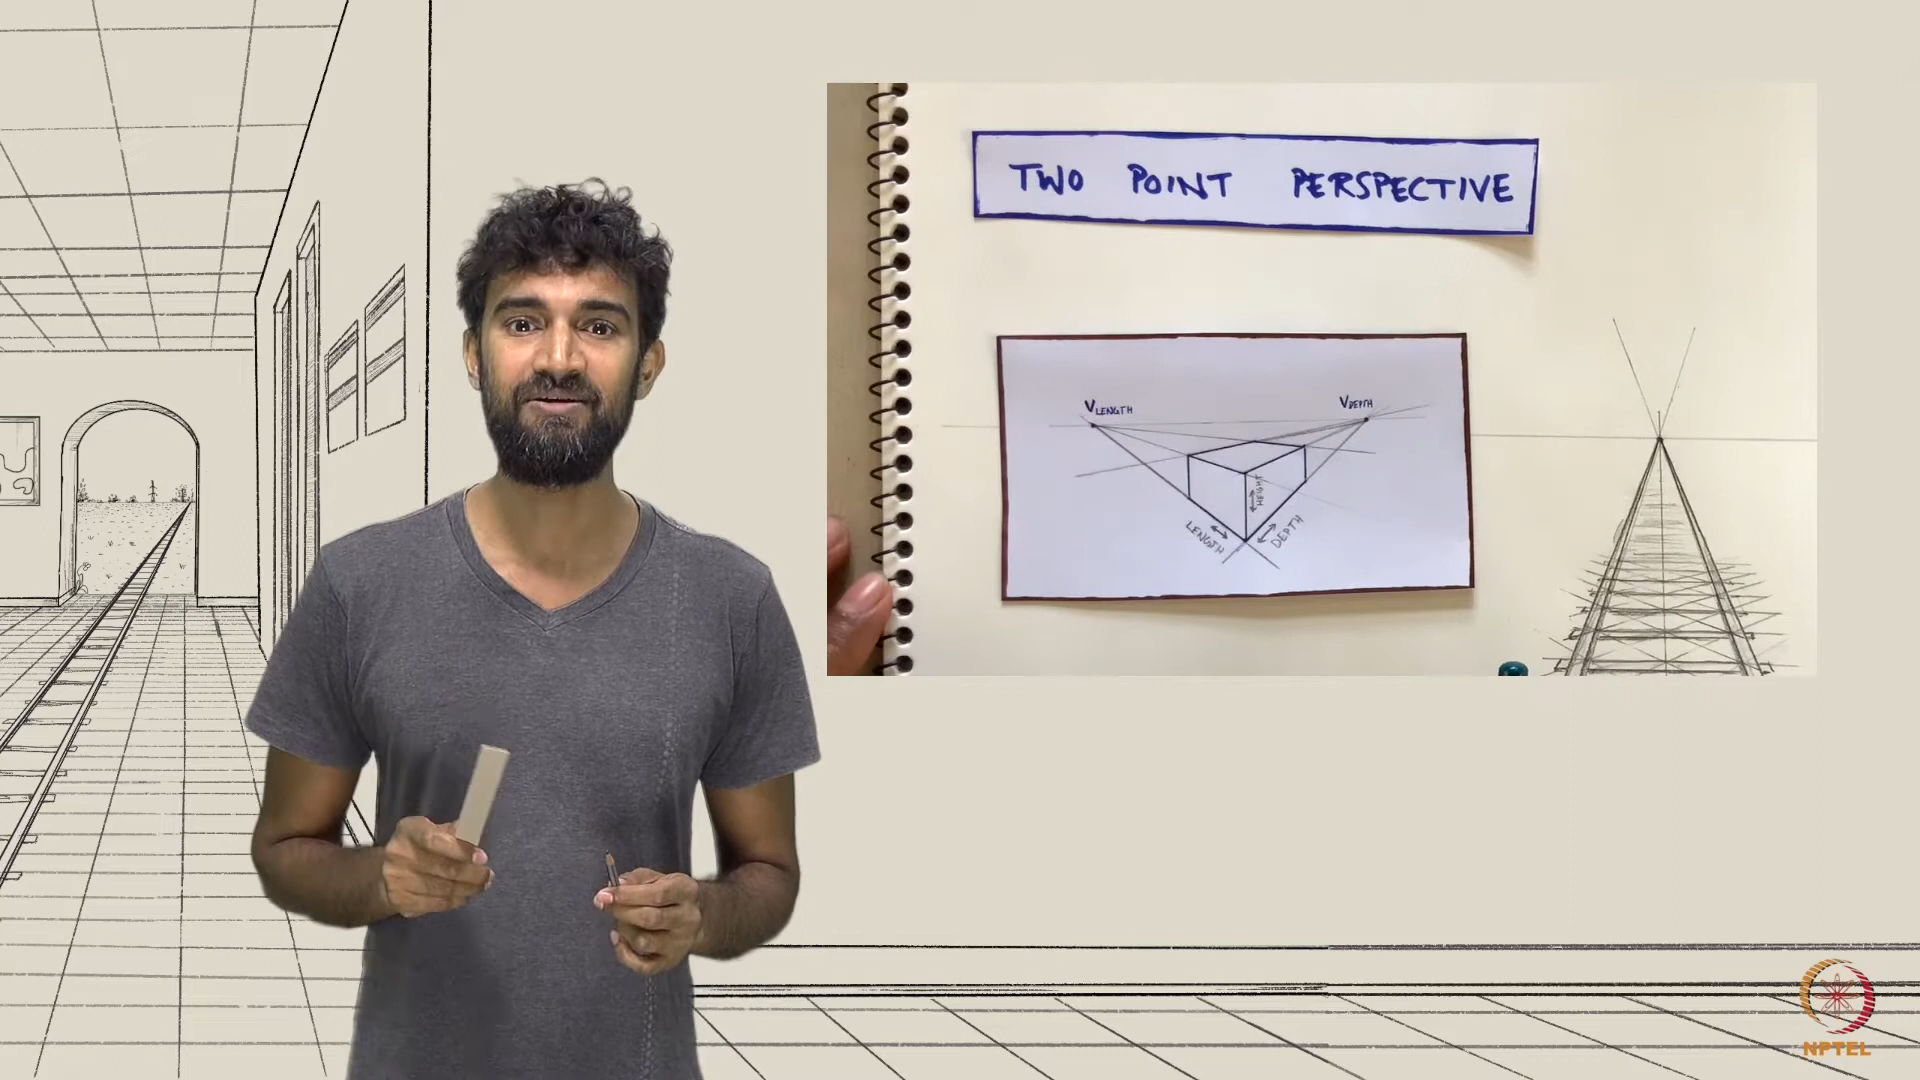 TWO POINT PERSPECTIVE
VLENGTH
VDEPTH
HEIGHT
LENGTH
DEPTH
NPTEL